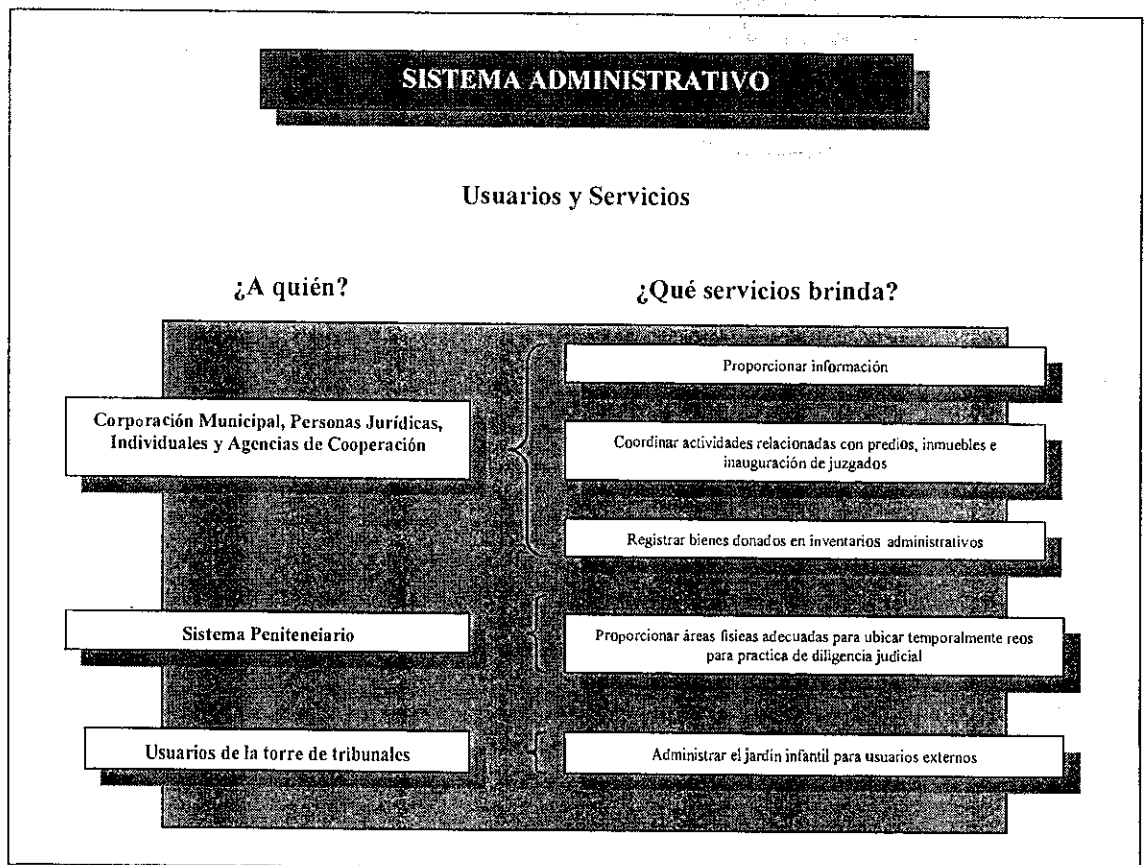 SISTEMA ADMINISTRATIVO
Usuarios y Servicios
¿A quién?
¿Qué servicios brinda?
Corporación Municipal, Personas Jurídicas,
Individuales y Agencias de Cooperación
Proporcionar información
Coordinar actividades relacionadas con predios, inmuebles e
inauguración de juzgados
Registrar bienes donados en inventarios administrativos
Sistema Penitenciario
Proporcionar áreas físicas adecuadas para ubicar temporalmente reos
para practica de diligencia judicial
Usuarios de la torre de tribunales
Administrar el jardín infantil para usuarios externos